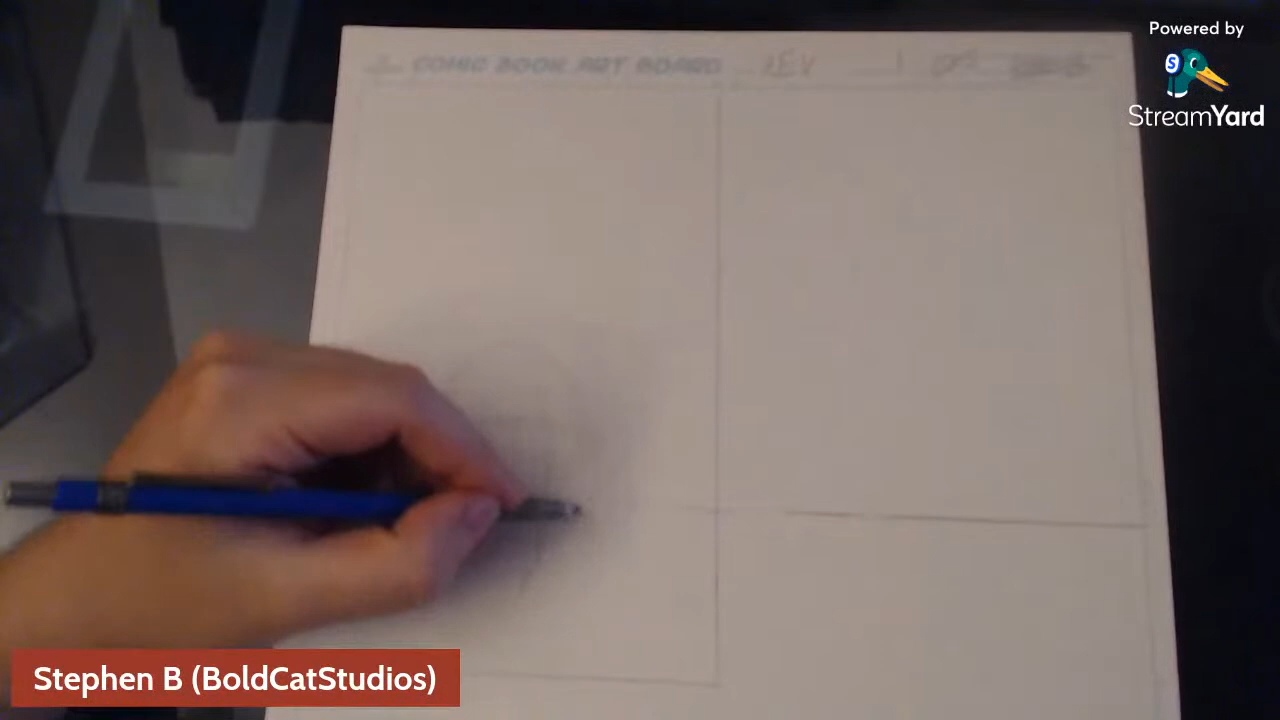 Powered by
StreamYard
COMIC BOOK ART BOARD
Stephen B (BoldCatStudios)